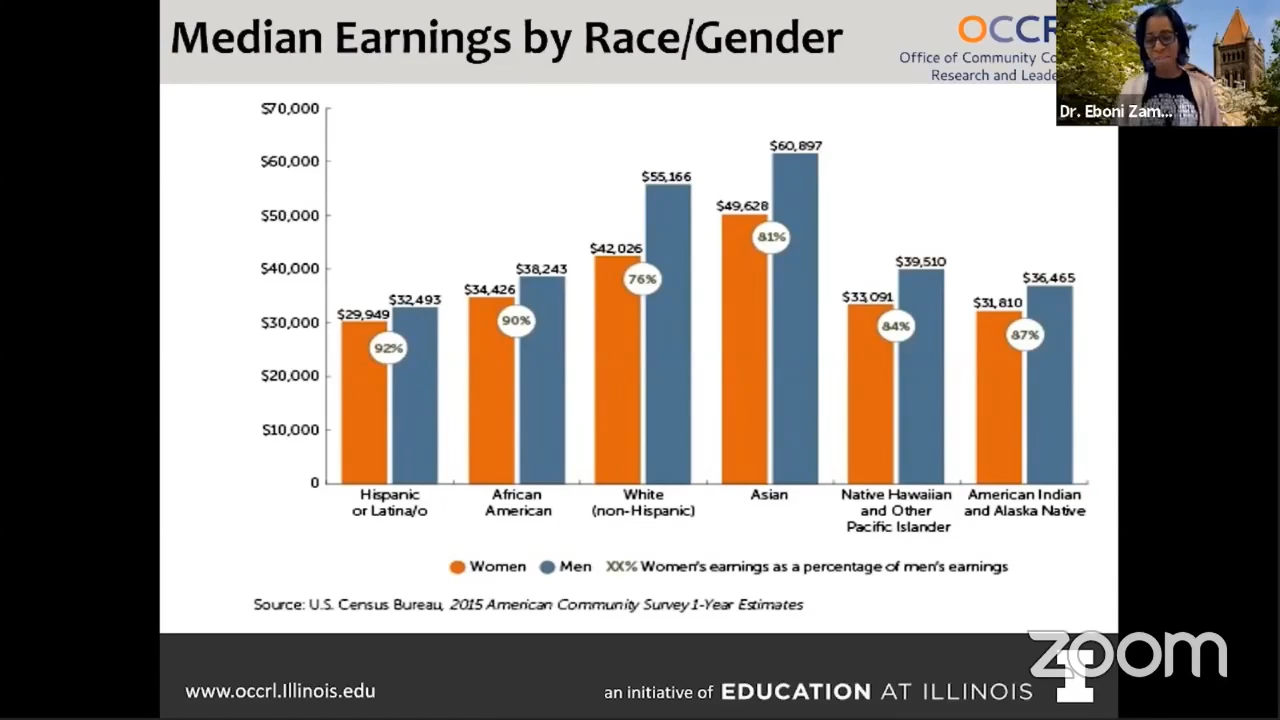 Median Earnings by Race/Gender
OCCR
Office of Community Co
Research and Leade
Dr. Eboni Zam...
$70,000
$60,000
$50,000
$40,000
$30,000
$20,000
$10,000
0
$29,949
$32,493
92%
$34,426
$38,243
90%
$42,026
$55,166
76%
$49,628
$60,897
81%
$33,091
$39,510
84%
$31,810
$36,465
87%
Hispanic
or Latina/o
African
American
White
(non-Hispanic)
Asian
Native Hawaiian
and Other
Pacific Islander
American Indian
and Alaska Native
Women Men XX% Women's earnings as a percentage of men's earnings
Source: U.S. Census Bureau, 2015 American Community Survey 1-Year Estimates
www.occrl.Illinois.edu
an initiative of EDUCATION AT ILLINOIS
I
zoom